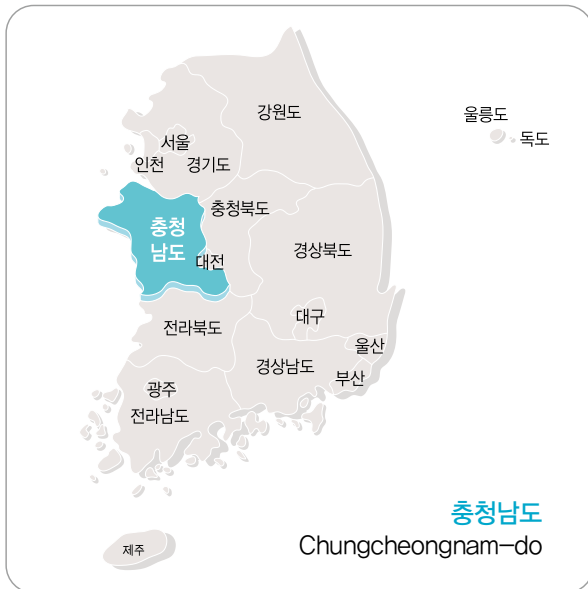 강원도
울릉도
독도
서울
인천
경기도
충청북도
충청
남도
대전
경상북도
대구
전라북도
울산
경상남도
부산
광주
전라남도
제주
충청남도
Chungcheongnam-do